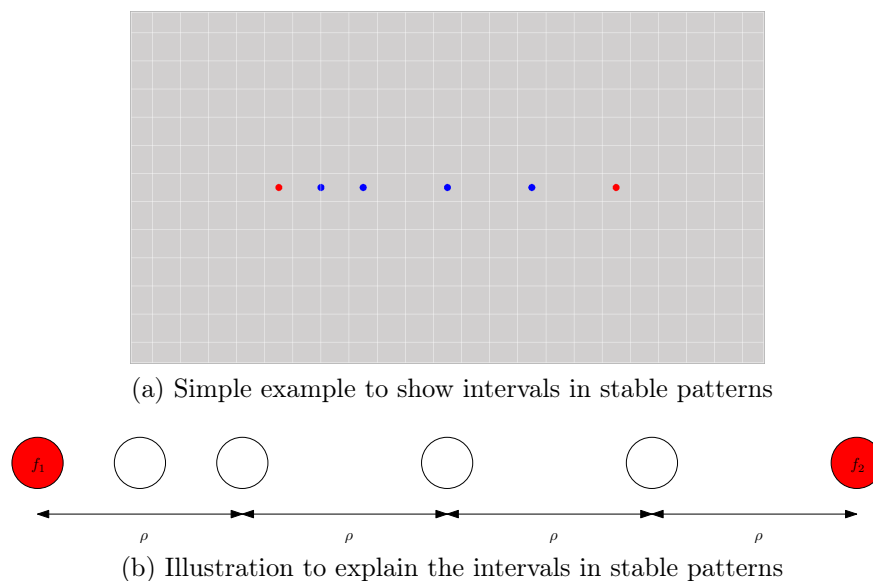 (a) Simple example to show intervals in stable patterns
f₁ f₂
ρ ρ ρ ρ
(b) Illustration to explain the intervals in stable patterns